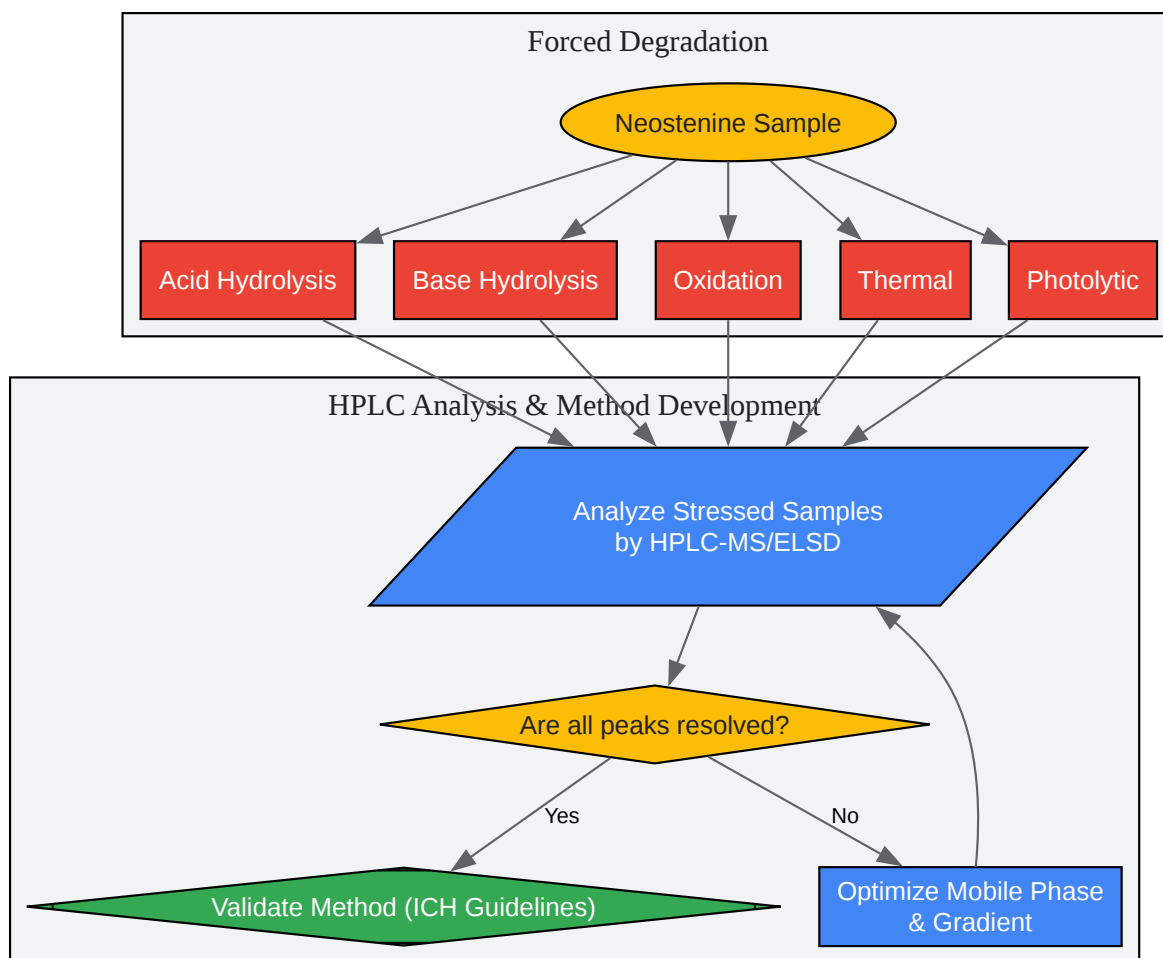 Forced Degradation
Neostenine Sample
Acid Hydrolysis
Base Hydrolysis
Oxidation
Thermal
Photolytic
HPLC Analysis & Method Development
Analyze Stressed Samples
by HPLC-MS/ELSD
Are all peaks resolved?
Yes
No
Validate Method (ICH Guidelines)
Optimize Mobile Phase
& Gradient